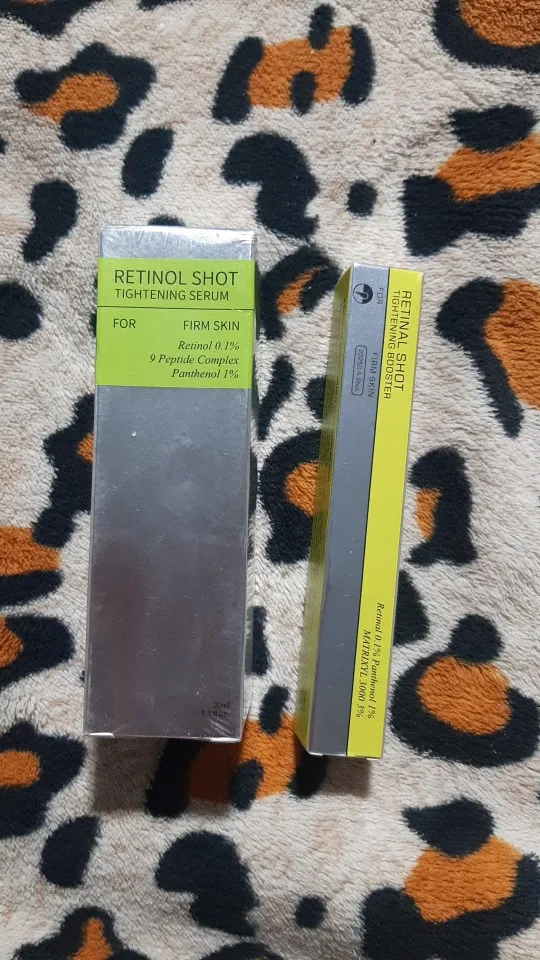 RETINOL SHOT
TIGHTENING SERUM
FOR FIRM SKIN
Retinol 0.1%
9 Peptide Complex
Panthenol 1%
30ml
RETINAL SHOT
TIGHTENING BOOSTER
FOR
FIRM SKIN
Retinal 0.1% Panthenol 1%
MATRIXYL 3000 3%